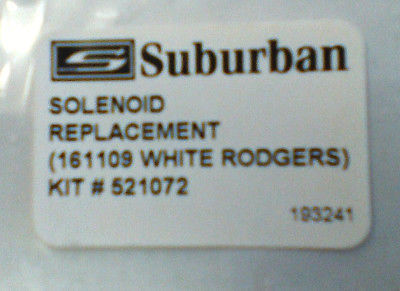 Suburban
SOLENOID
REPLACEMENT
(161109 WHITE RODGERS)
KIT # 521072
193241